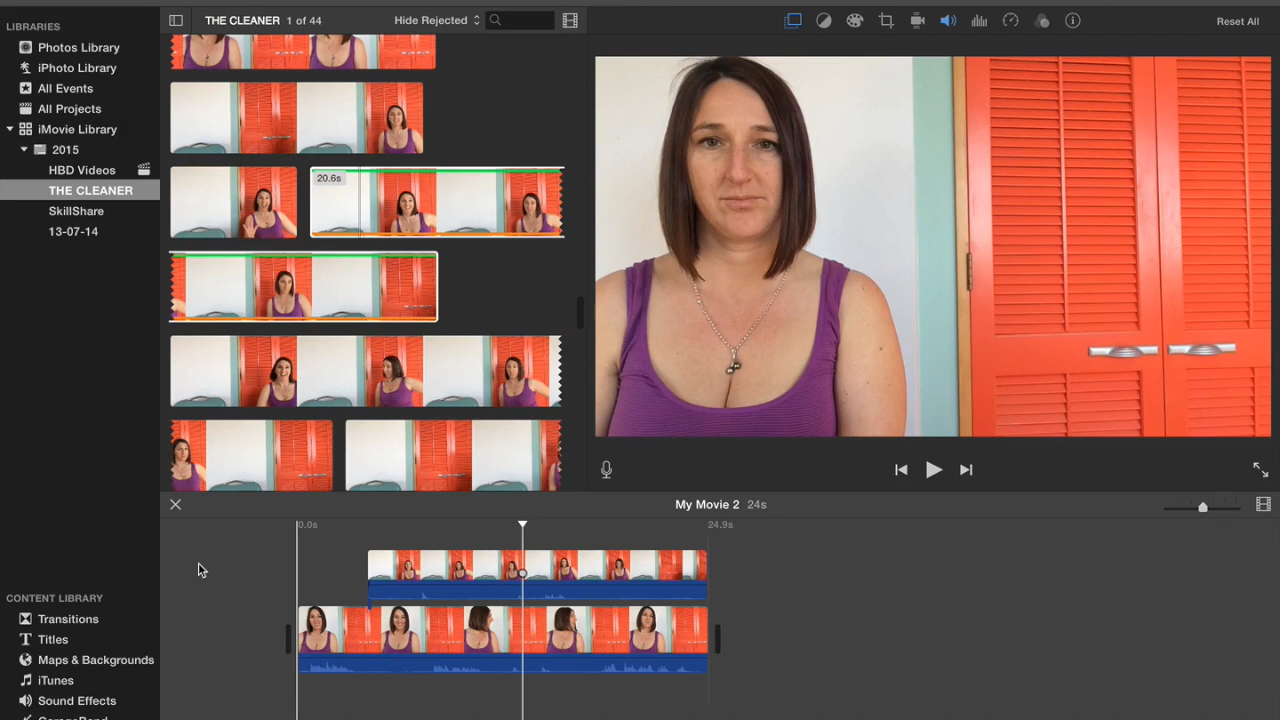 LIBRARIES
Photos Library
iPhoto Library
All Events
All Projects
iMovie Library
2015
HBD Videos
THE CLEANER
SkillShare
13-07-14
CONTENT LIBRARY
Transitions
Titles
Maps & Backgrounds
iTunes
Sound Effects
GarageBand
THE CLEANER 1 of 44
Hide Rejected
20.6s
Reset All
My Movie 2 24s
0.0s
24.9s